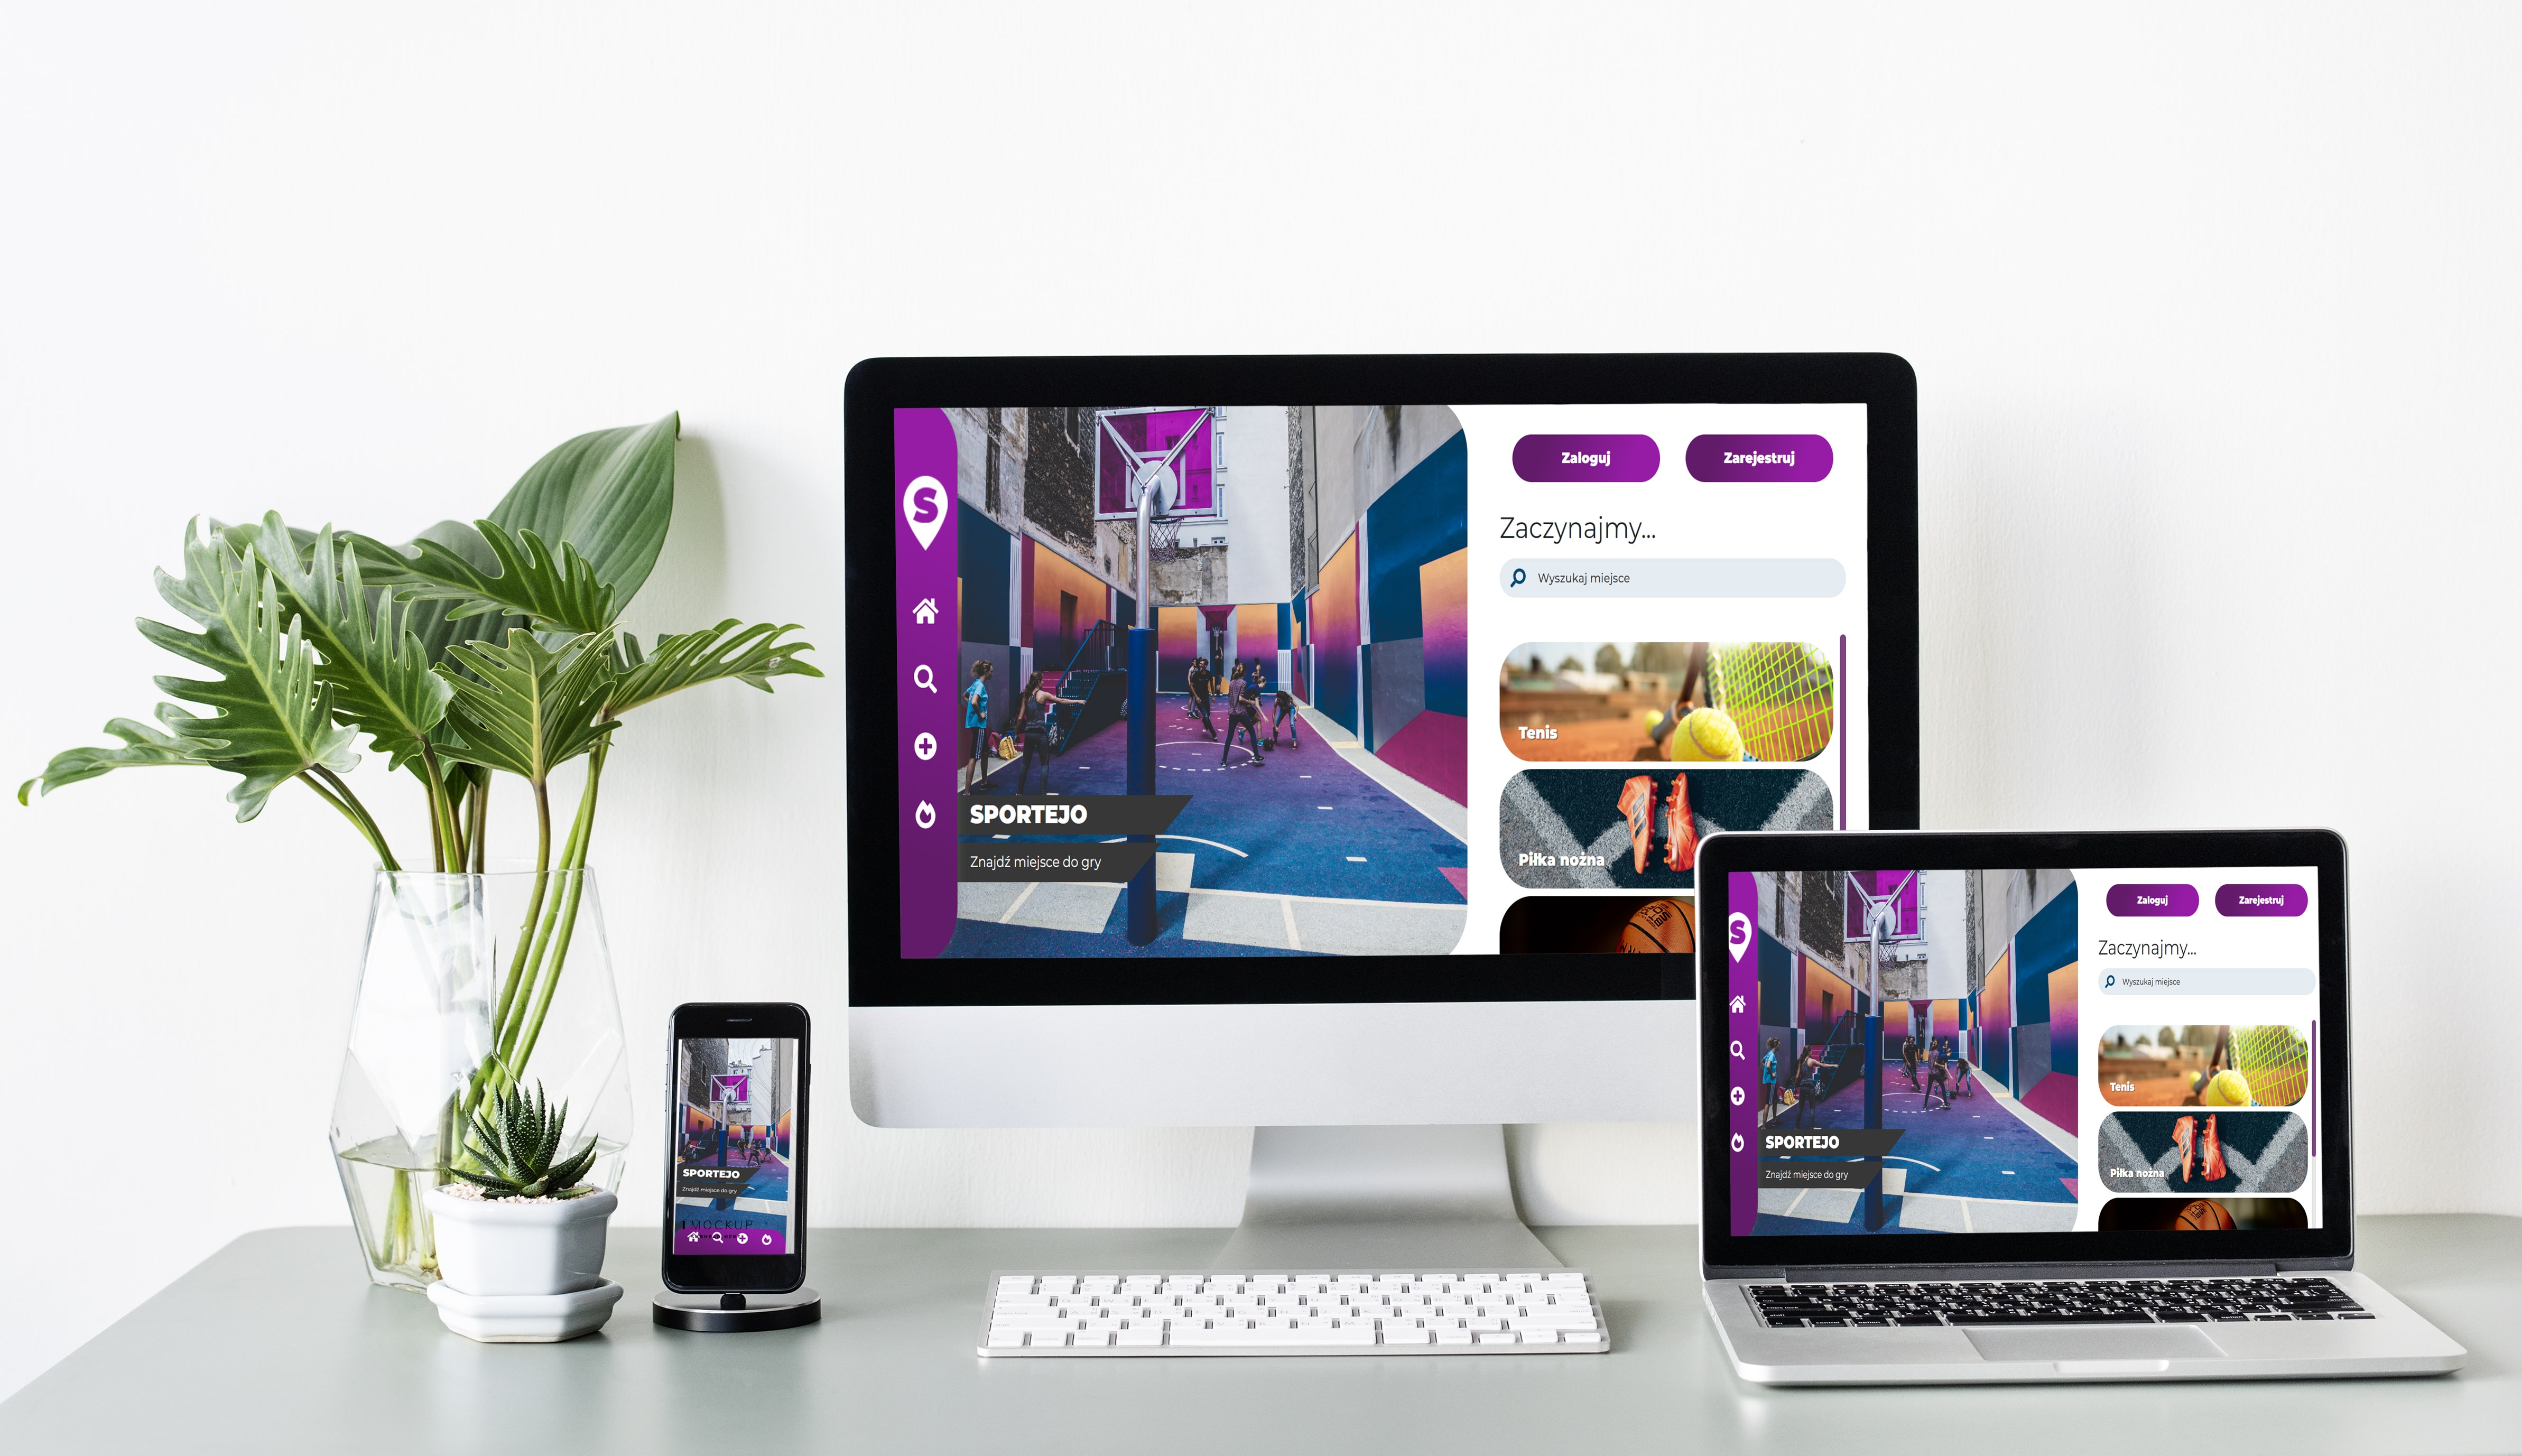 S
Zaloguj
Zarejestruj
Zaczynajmy...
Wyszukaj miejsce
Tenis
Piłka nożna
SPORTEJO
Znajdź miejsce do gry
S
Zaloguj
Zarejestruj
Zaczynajmy...
Wyszukaj miejsce
Tenis
Piłka nożna
SPORTEJO
Znajdź miejsce do gry
SPORTEJO
Znajdź miejsce do gry
MOCKUP